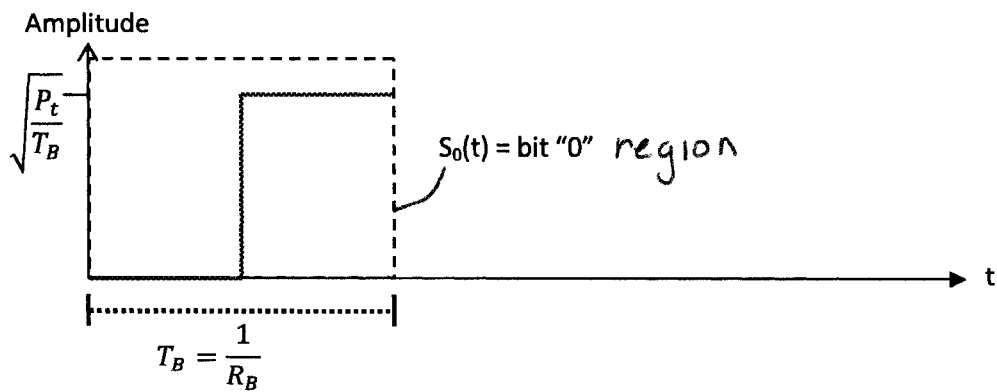 Amplitude
√(P_t/T_B)
S₀(t) = bit “0” region
t
T_B = 1/R_B